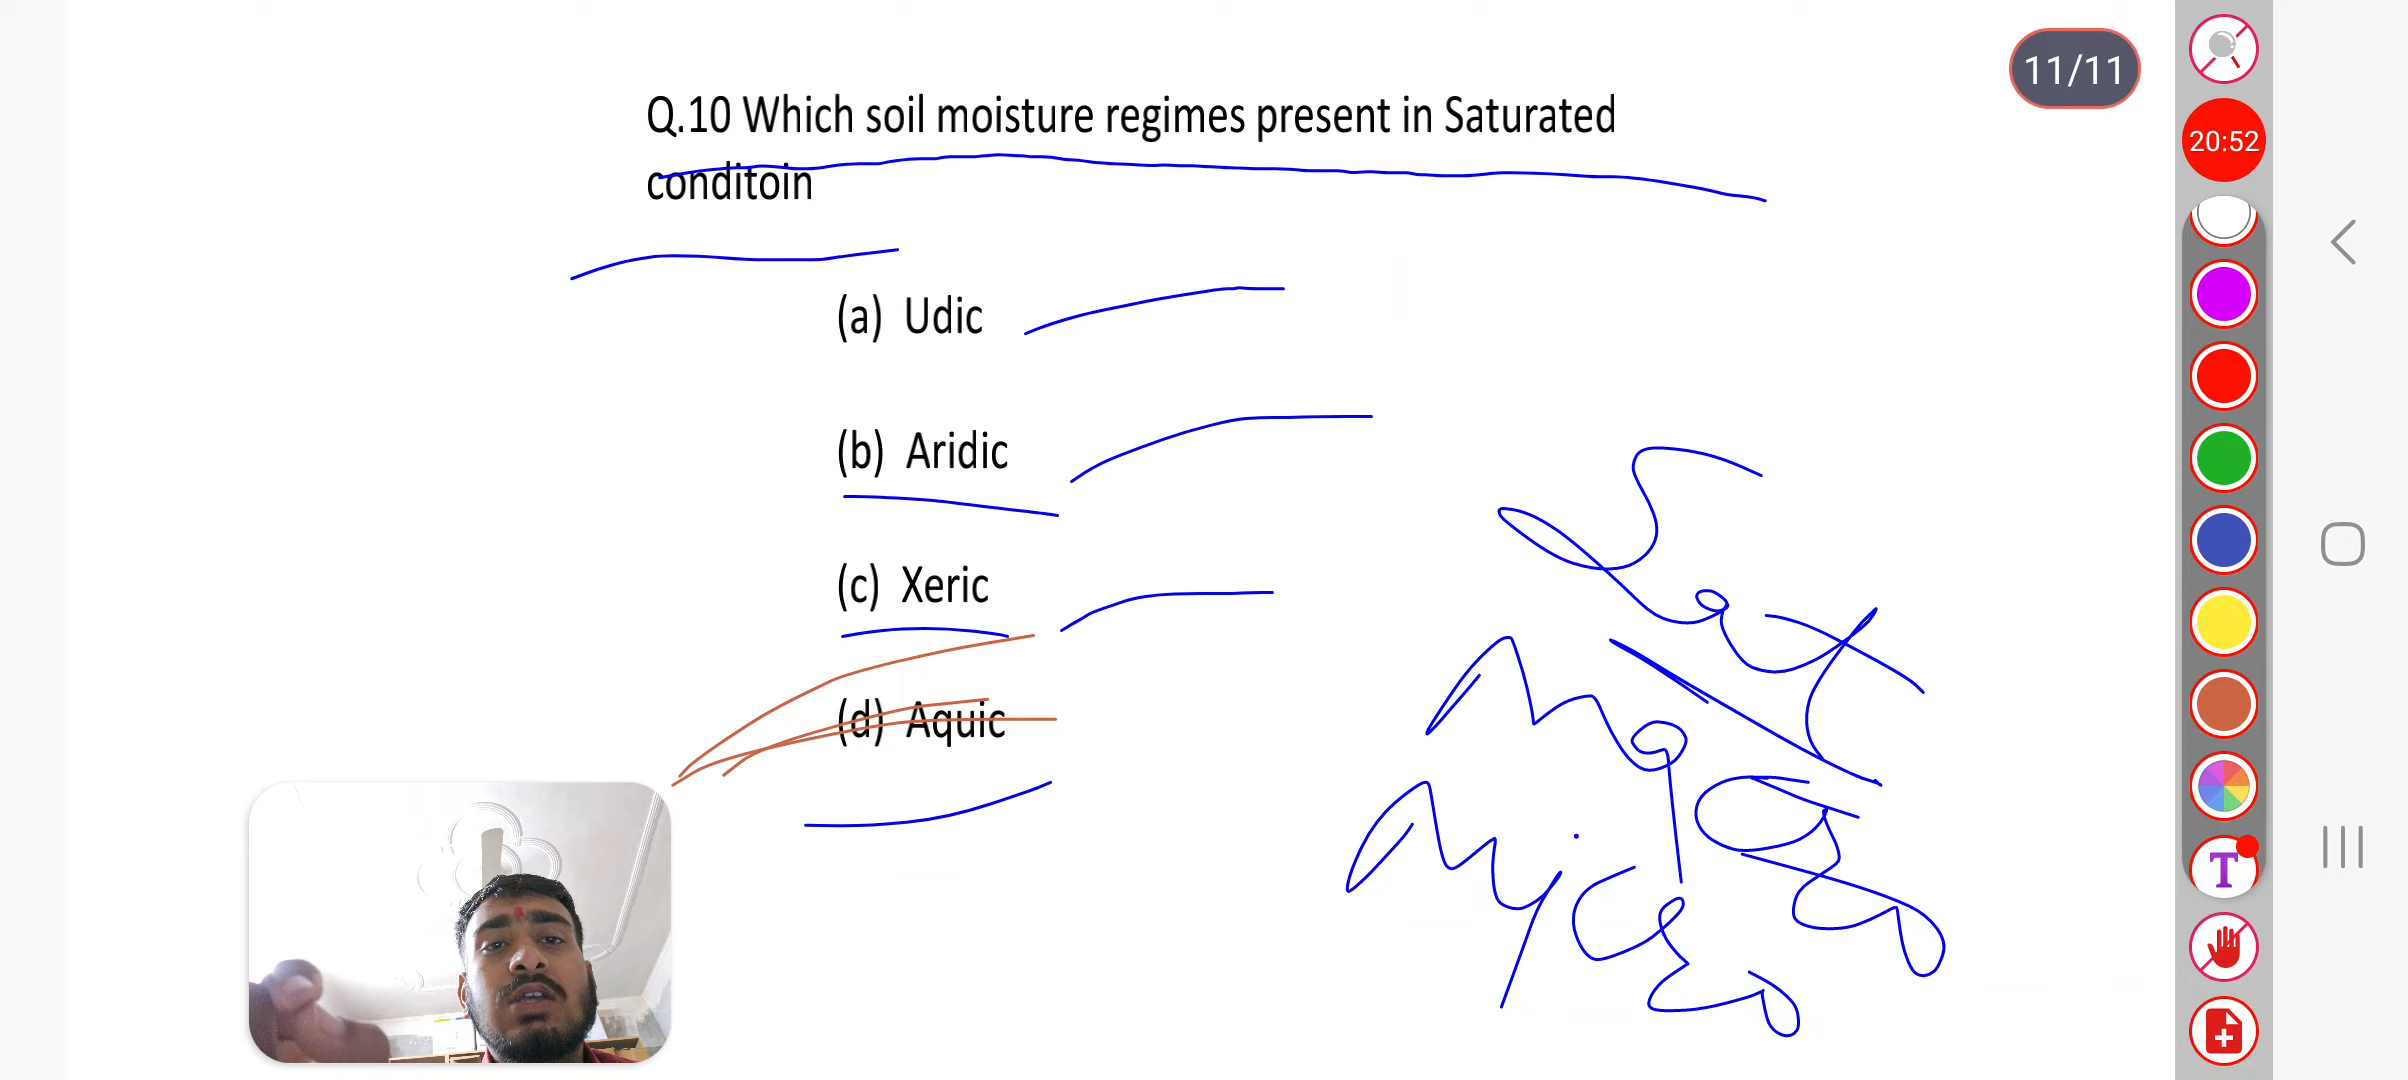 11/11
Q.10 Which soil moisture regimes present in Saturated
conditoin
20:52
(a) Udic
(b) Aridic
(c) Xeric
(d) Aquic
T